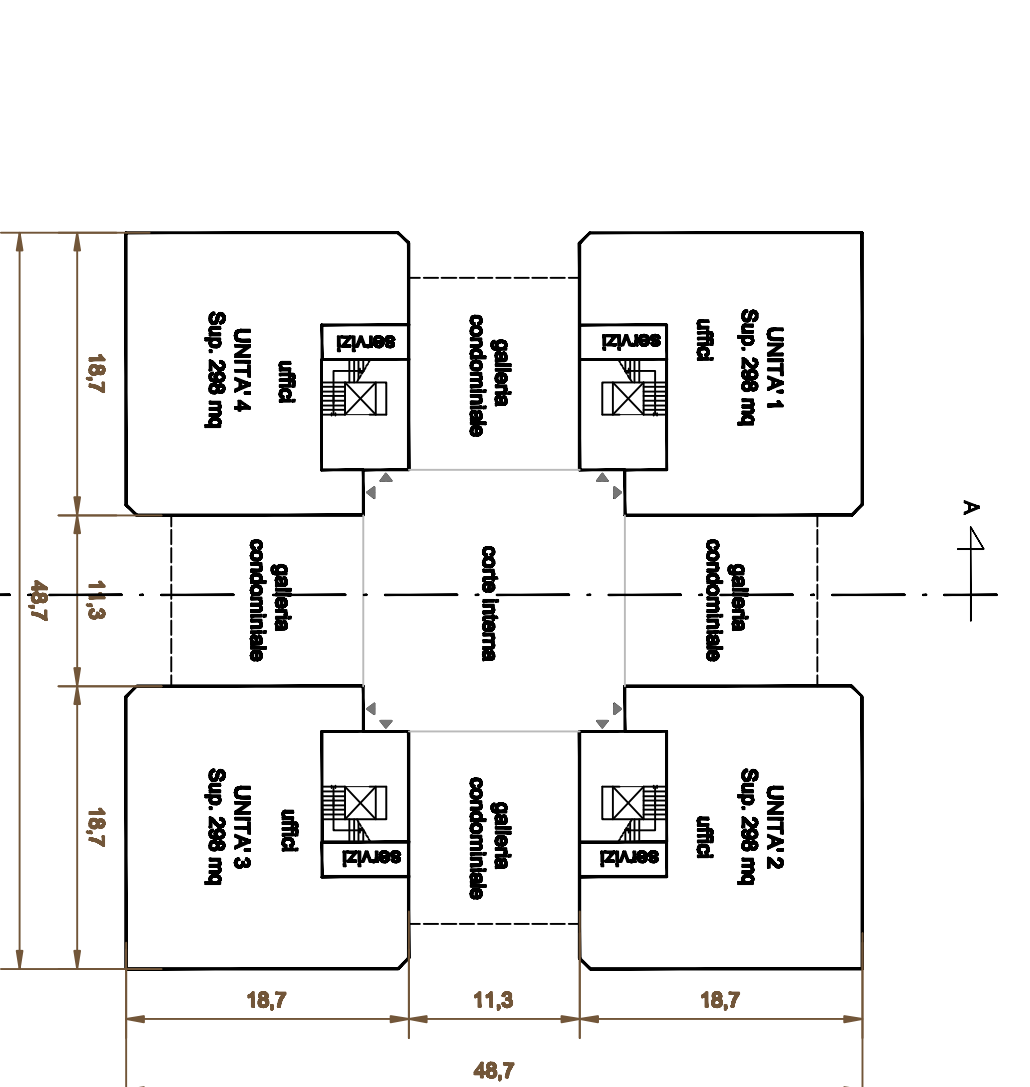 UNITA' 4
Sup. 298 mq
uffici
servizi
galleria
condominiale
servizi
uffici
UNITA' 1
Sup. 298 mq
A
galleria
condominiale
corte interna
galleria
condominiale
UNITA' 3
Sup. 298 mq
uffici
servizi
galleria
condominiale
servizi
uffici
UNITA' 2
Sup. 298 mq
18,7
11,3
48,7
18,7
18,7
11,3
18,7
48,7